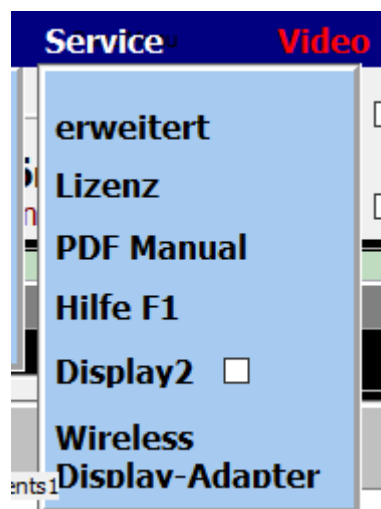 Service Video
erweitert
Lizenz
PDF Manual
Hilfe F1
Display2
Wireless
Display-Adapter
ents1